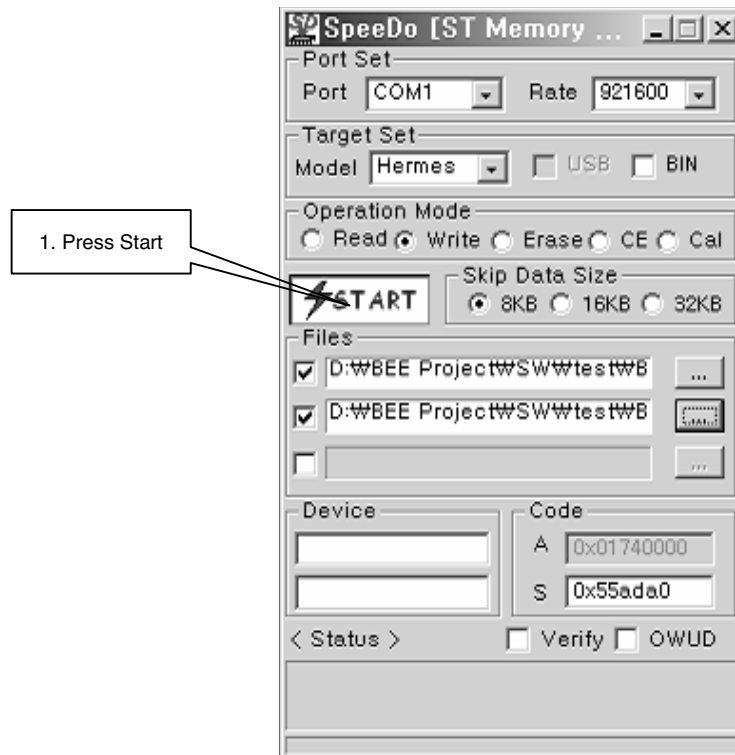 SpeeDo [ST Memory ...
Port Set
Port COM1 Rate 921600
Target Set
Model Hermes USB BIN
Operation Mode
Read Write Erase CE Cal
1. Press Start
START
Skip Data Size
8KB 16KB 32KB
Files
D:₩BEE Project₩SW₩test₩B ...
D:₩BEE Project₩SW₩test₩B ...
...
Device
Code
A 0x01740000
S 0x55ada0
< Status > Verify OWUD